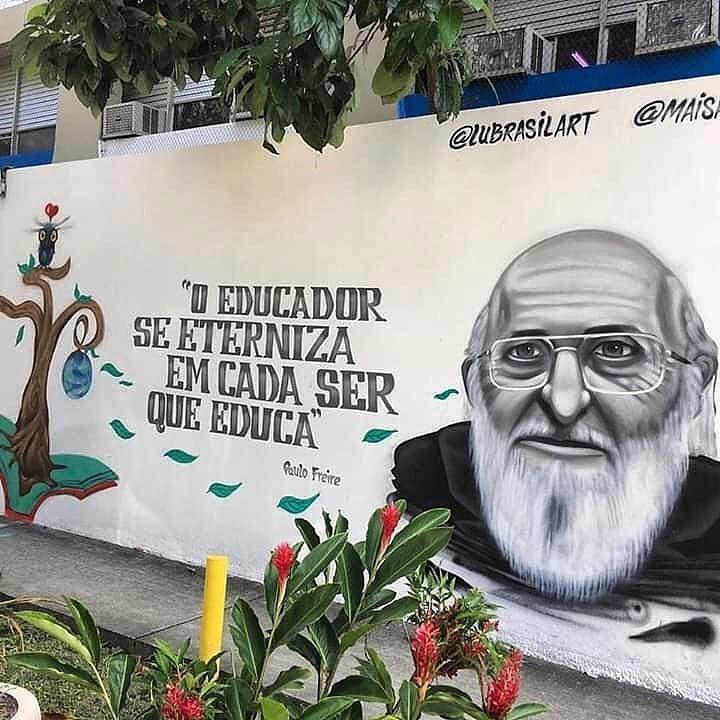 @LUBRASILART
@MAISA
"O EDUCADOR
SE ETERNIZA
EM CADA SER
QUE EDUCA"
Paulo Freire